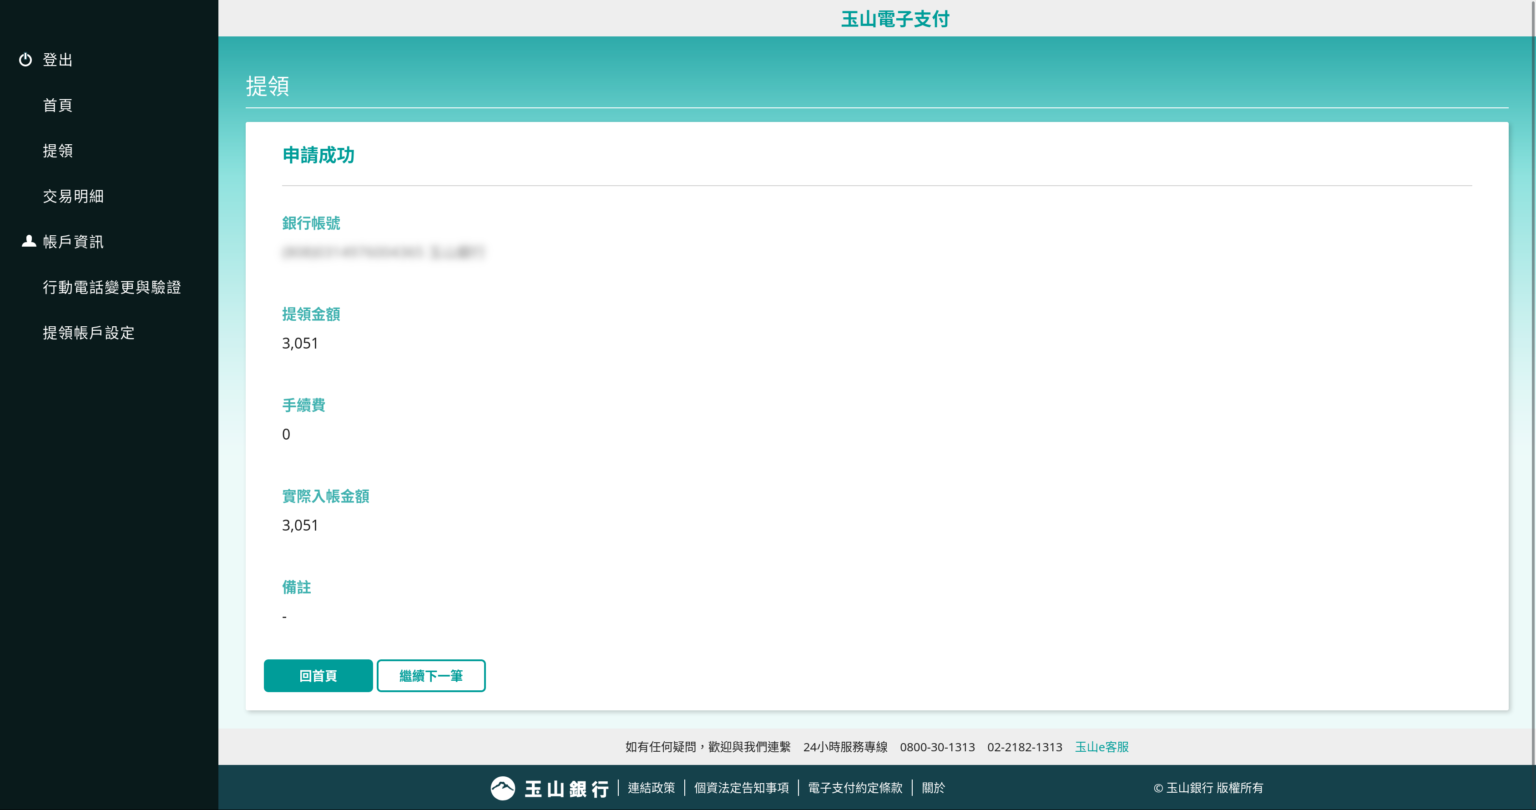 玉山電子支付
登出
首頁
提領
交易明細
帳戶資訊
行動電話變更與驗證
提領帳戶設定
提領
申請成功
銀行帳號
提領金額
3,051
手續費
0
實際入帳金額
3,051
備註
-
回首頁 繼續下一筆
如有任何疑問，歡迎與我們連繫 24小時服務專線 0800-30-1313 02-2182-1313 玉山e客服
玉山銀行 | 連結政策 | 個資法定告知事項 | 電子支付約定條款 | 關於 © 玉山銀行 版權所有